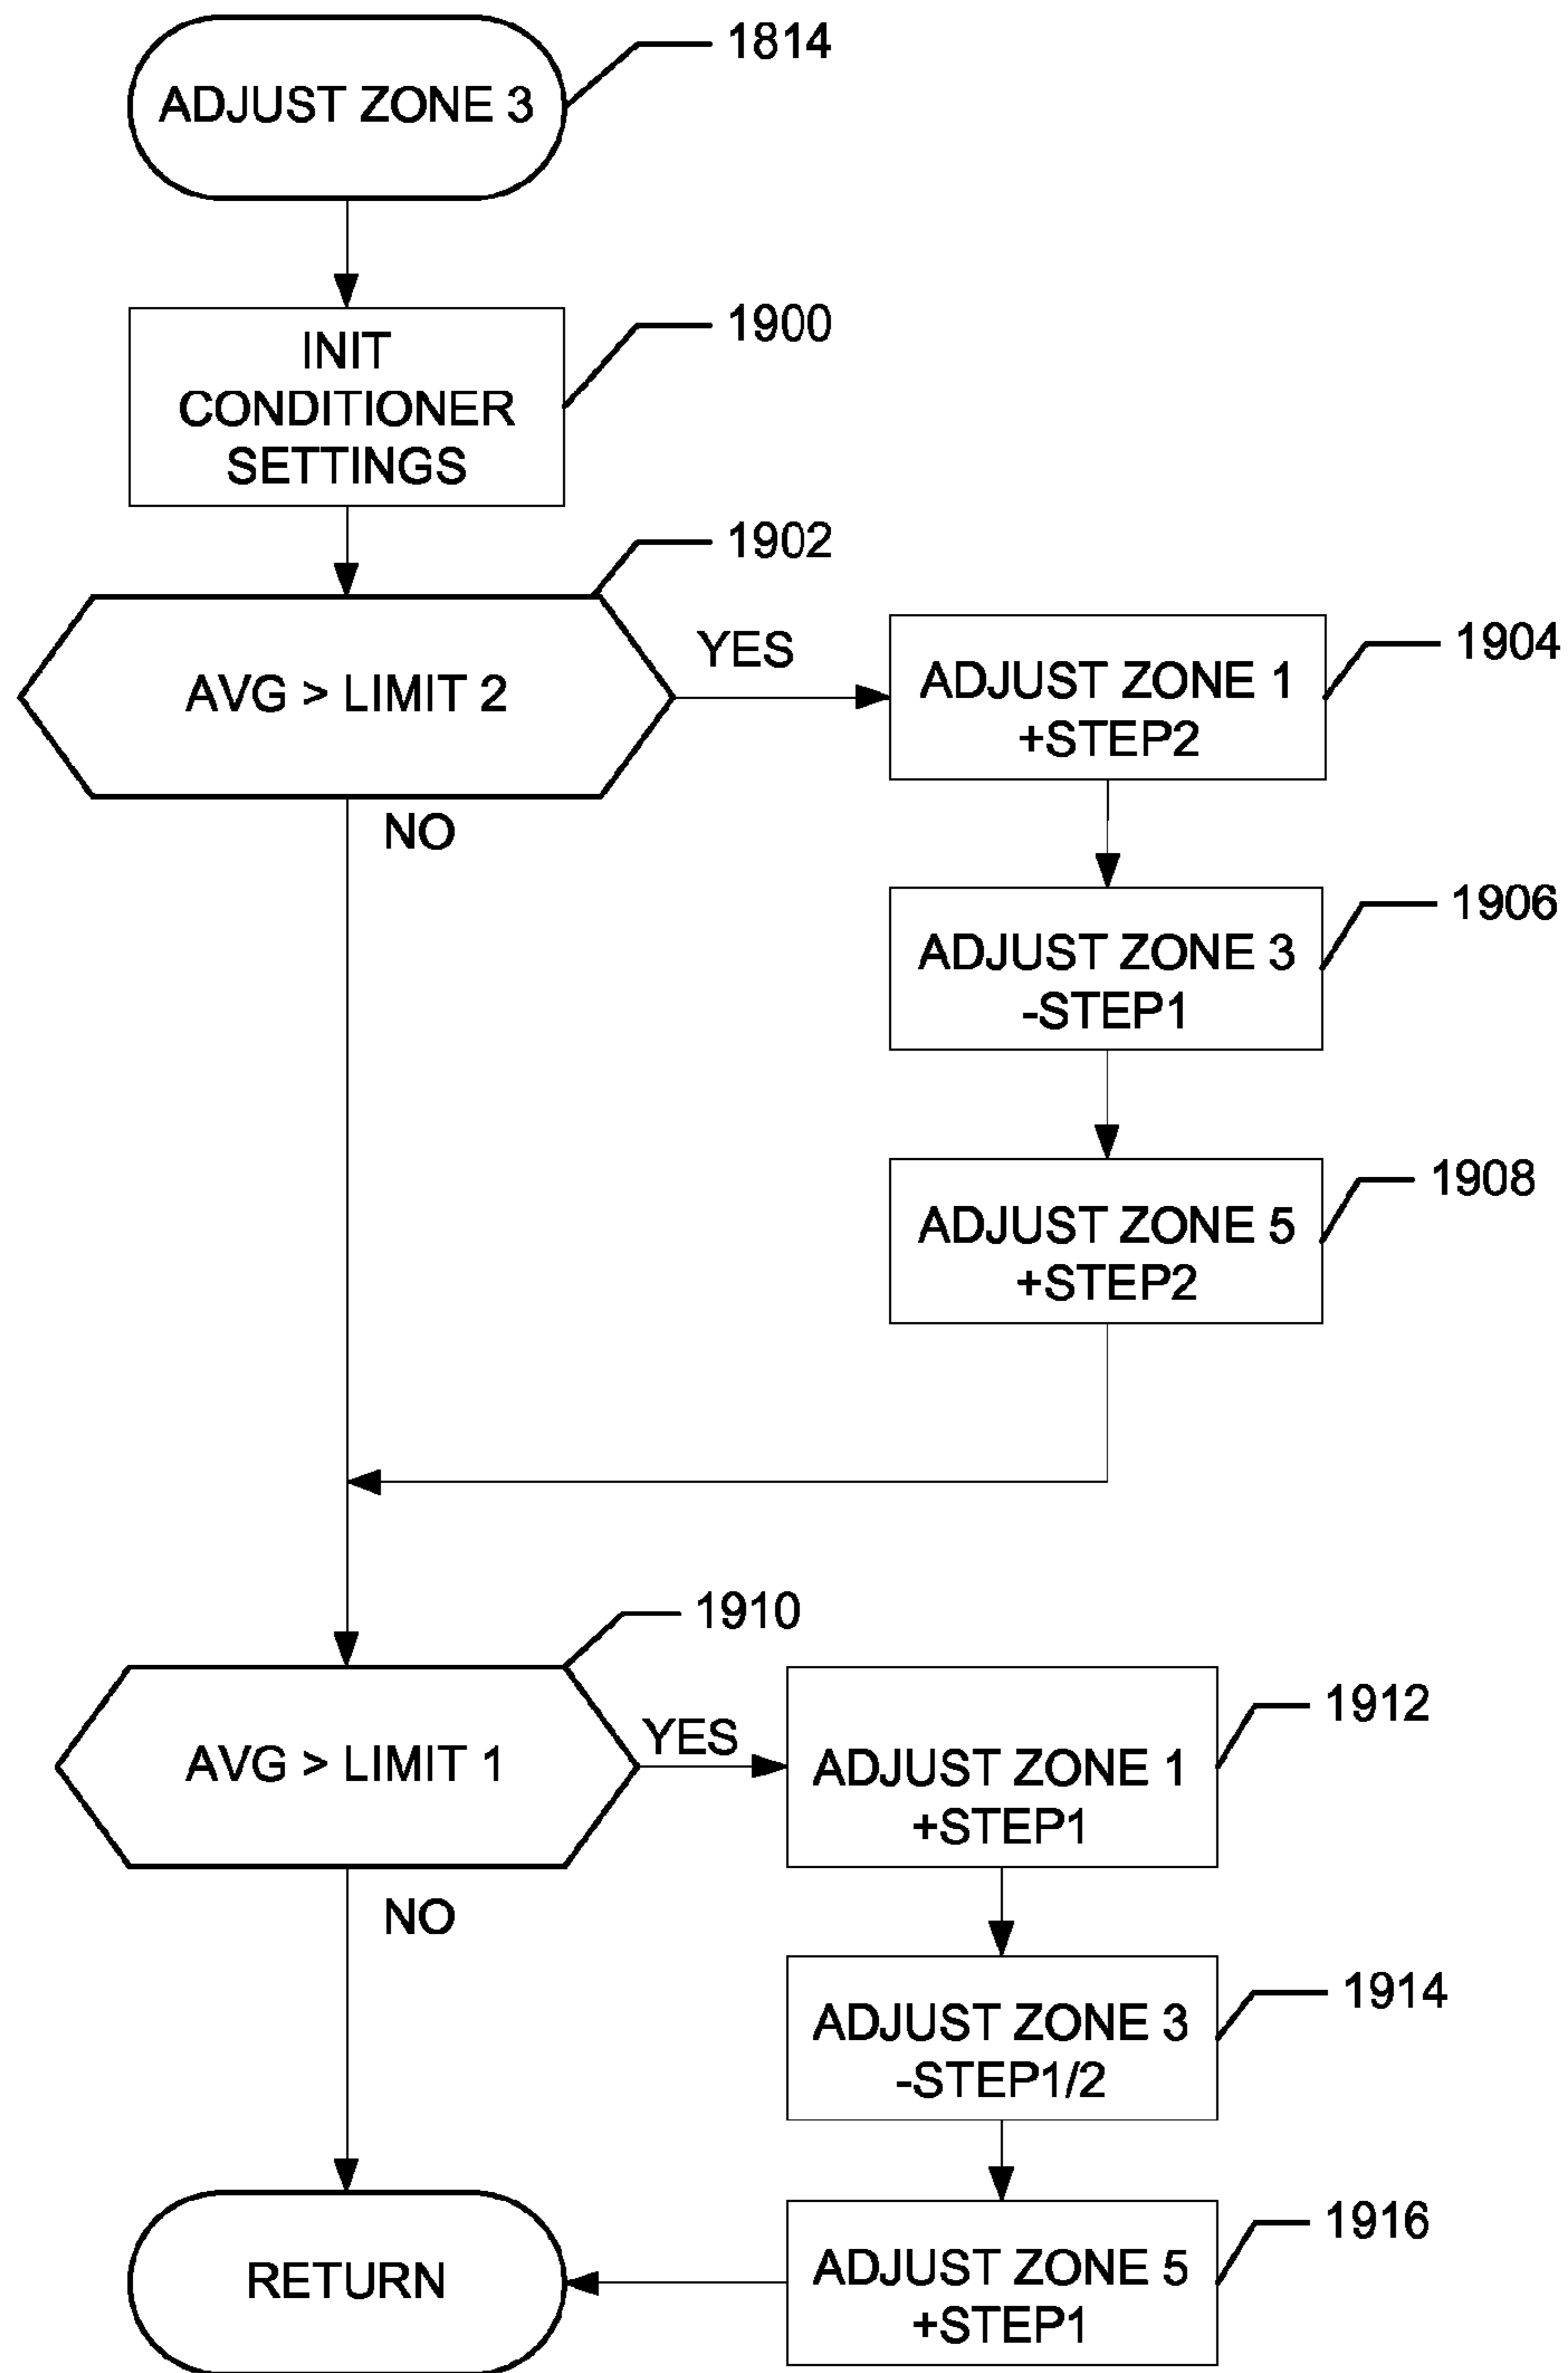 1814
ADJUST ZONE 3
1900
INIT
CONDITIONER
SETTINGS
1902
AVG > LIMIT 2
YES
NO
1904
ADJUST ZONE 1
+STEP2
1906
ADJUST ZONE 3
-STEP1
1908
ADJUST ZONE 5
+STEP2
1910
AVG > LIMIT 1
YES
NO
1912
ADJUST ZONE 1
+STEP1
1914
ADJUST ZONE 3
-STEP1/2
1916
ADJUST ZONE 5
+STEP1
RETURN